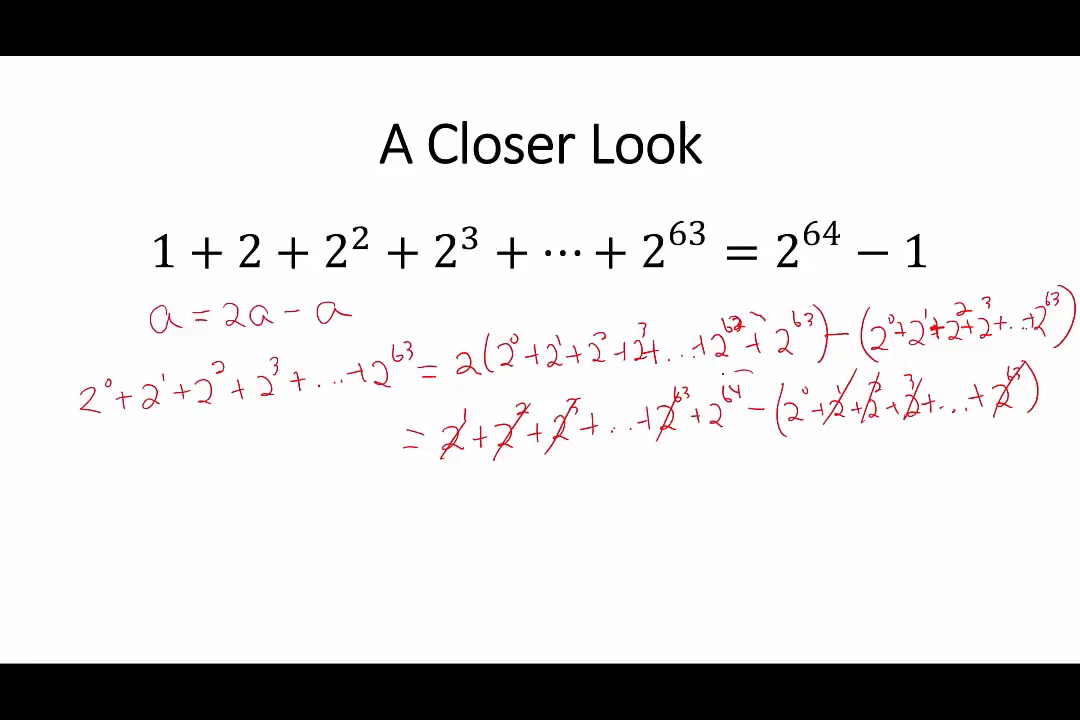 A Closer Look
1 + 2 + 2² + 2³ + ⋯ + 2⁶³ = 2⁶⁴ − 1
a = 2a − a
2⁰ + 2¹ + 2² + 2³ + ... + 2⁶³ = 2(2⁰ + 2¹ + 2² + 2³ + ... + 2⁶² + 2⁶³) − (2⁰ + 2¹ + 2² + 2³ + ... + 2⁶³)
= 2¹ + 2² + 2³ + ... + 2⁶³ + 2⁶⁴ − (2⁰ + 2¹ + 2² + 2³ + ... + 2⁶³)